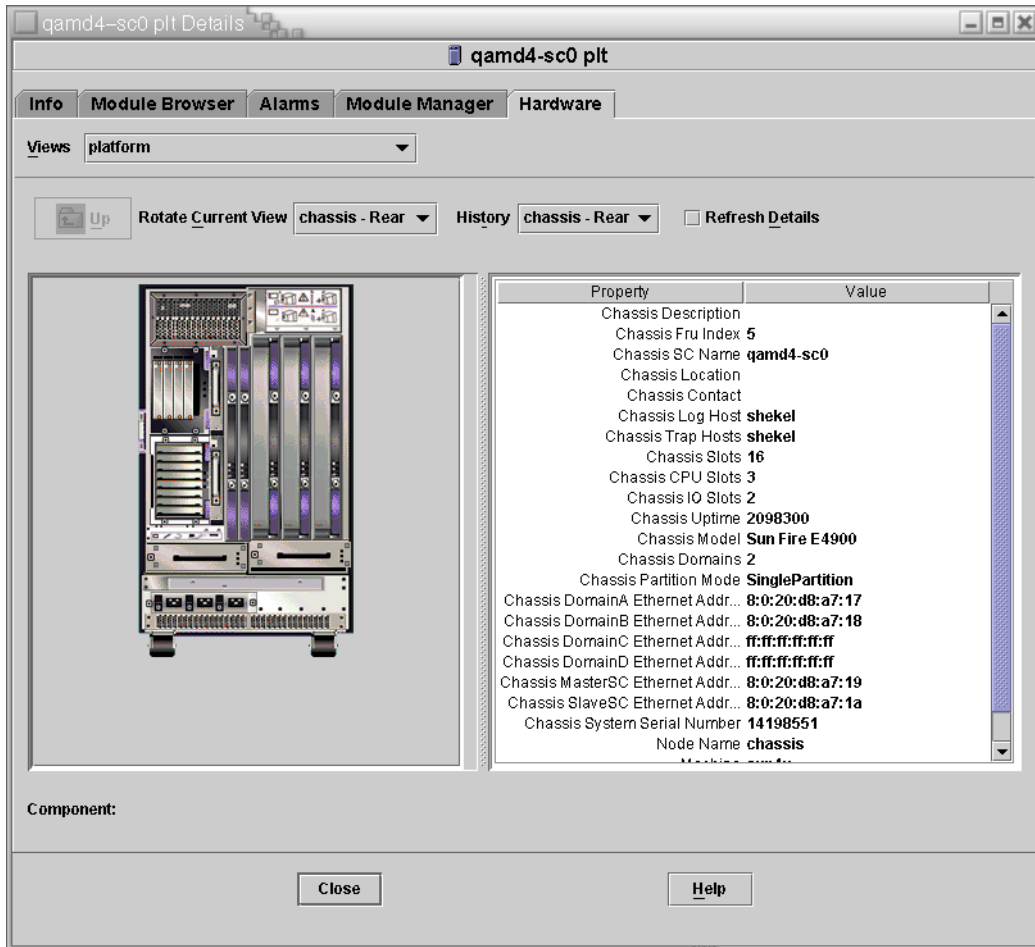 qamd4–sc0 plt Details
qamd4-sc0 plt
Info Module Browser Alarms Module Manager Hardware
Views platform
Up Rotate Current View chassis - Rear History chassis - Rear Refresh Details
Property Value
Chassis Description
Chassis Fru Index 5
Chassis SC Name qamd4-sc0
Chassis Location
Chassis Contact
Chassis Log Host shekel
Chassis Trap Hosts shekel
Chassis Slots 16
Chassis CPU Slots 3
Chassis IO Slots 2
Chassis Uptime 2098300
Chassis Model Sun Fire E4900
Chassis Domains 2
Chassis Partition Mode SinglePartition
Chassis DomainA Ethernet Addr... 8:0:20:d8:a7:17
Chassis DomainB Ethernet Addr... 8:0:20:d8:a7:18
Chassis DomainC Ethernet Addr... ff:ff:ff:ff:ff:ff
Chassis DomainD Ethernet Addr... ff:ff:ff:ff:ff:ff
Chassis MasterSC Ethernet Addr... 8:0:20:d8:a7:19
Chassis SlaveSC Ethernet Addr... 8:0:20:d8:a7:1a
Chassis System Serial Number 14198551
Node Name chassis
Component:
Close Help